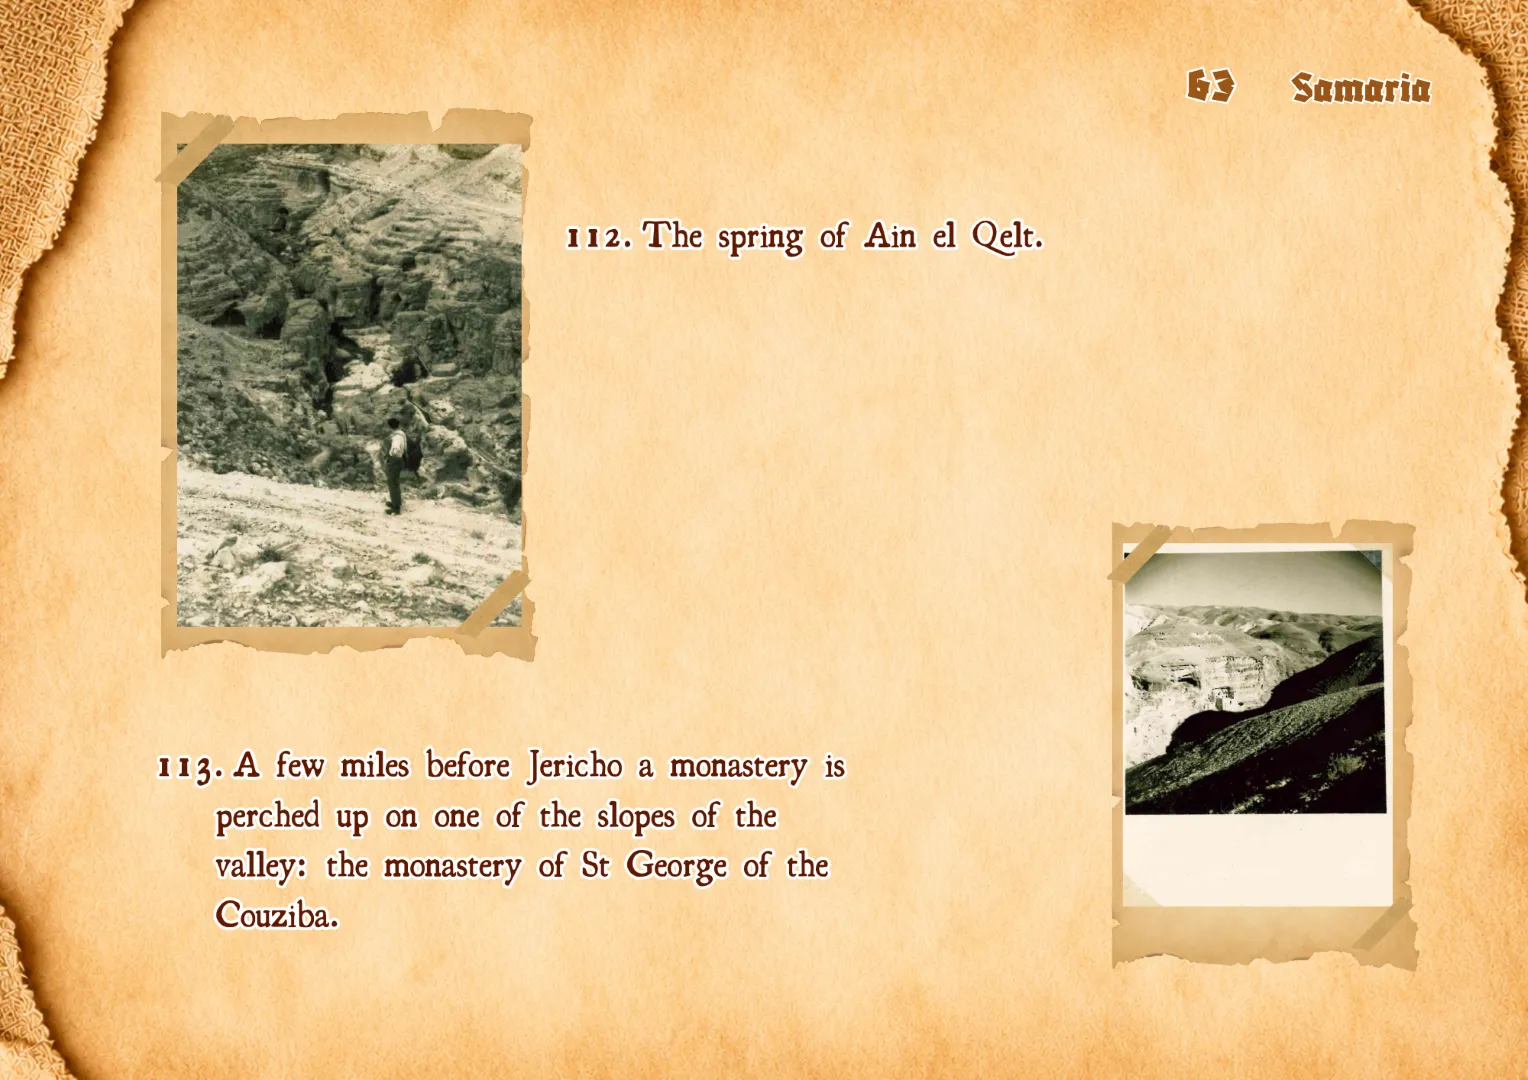 63 Samaria
112. The spring of Ain el Qelt.
113. A few miles before Jericho a monastery is
perched up on one of the slopes of the
valley: the monastery of St George of the
Couziba.